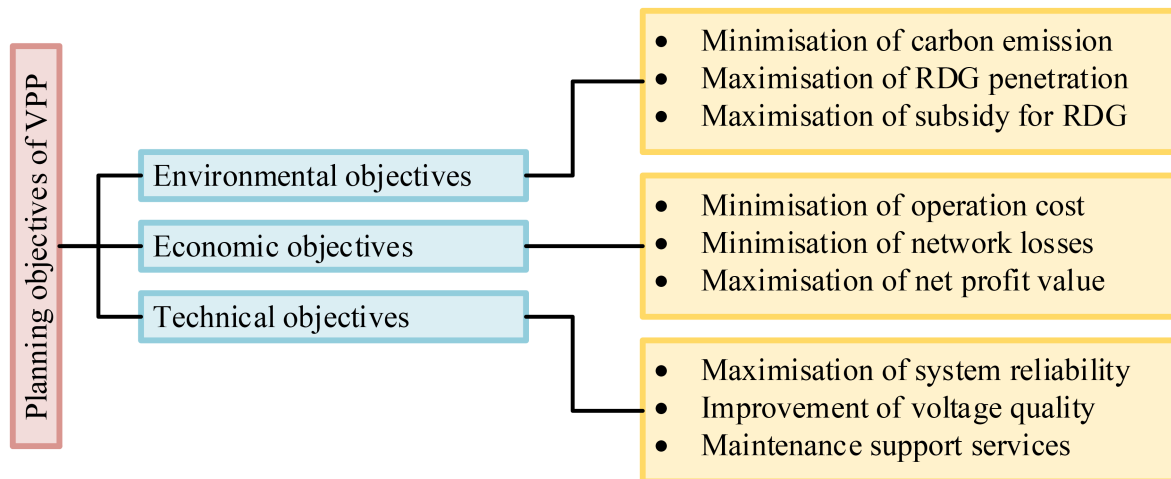 Planning objectives of VPP
Environmental objectives
Economic objectives
Technical objectives
• Minimisation of carbon emission
• Maximisation of RDG penetration
• Maximisation of subsidy for RDG
• Minimisation of operation cost
• Minimisation of network losses
• Maximisation of net profit value
• Maximisation of system reliability
• Improvement of voltage quality
• Maintenance support services